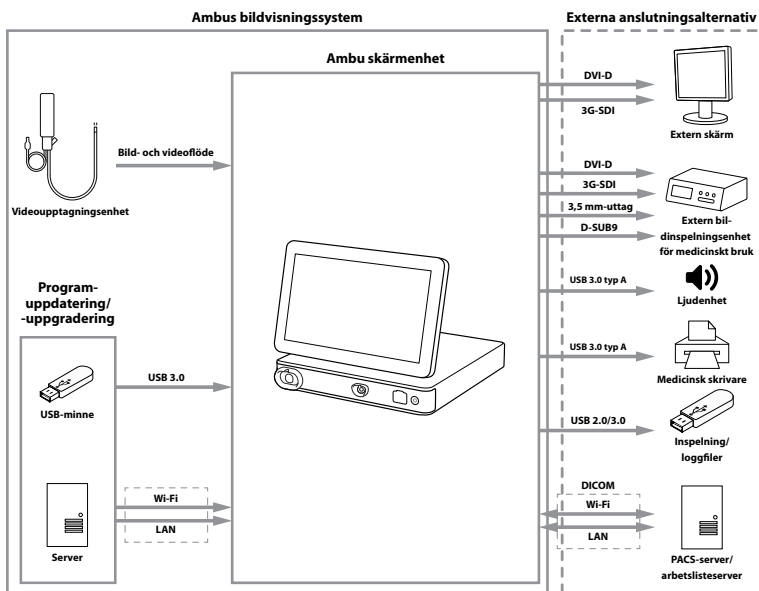 Ambus bildvisningssystem
Externa anslutningsalternativ
Ambu skärmenhet
Bild- och videoflöde
Videoupptagningsenhet
Program-
uppdatering/
-uppgradering
USB 3.0
USB-minne
Wi-Fi
LAN
Server
DVI-D
3G-SDI
Extern skärm
DVI-D
3G-SDI
3,5 mm-uttag
D-SUB9
Extern bil-
dinspelningsenhet
för medicinskt bruk
USB 3.0 typ A
Ljudenhet
USB 3.0 typ A
Medicinsk skrivare
USB 2.0/3.0
Inspelning/
loggfiler
DICOM
Wi-Fi
LAN
PACS-server/
arbetslisteserver